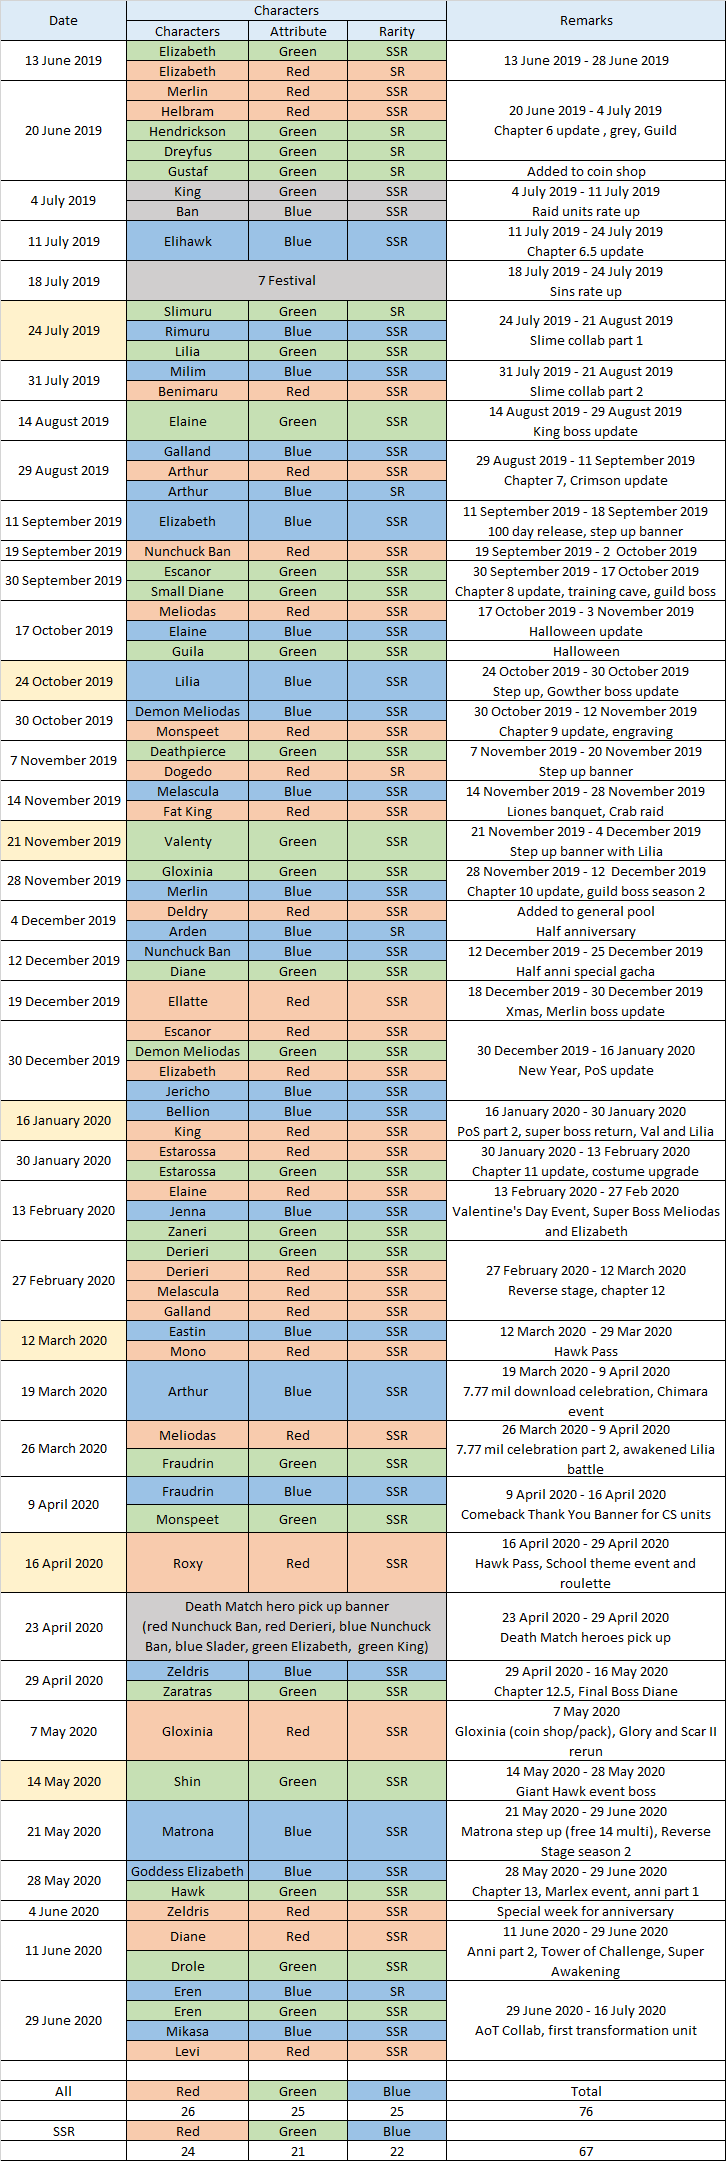 Date Characters Remarks
Characters Attribute Rarity
13 June 2019 Elizabeth Green SSR 13 June 2019 - 28 June 2019
Elizabeth Red SR
20 June 2019 Merlin Red SSR 20 June 2019 - 4 July 2019
Helbram Red SSR Chapter 6 update , grey, Guild
Hendrickson Green SR
Dreyfus Green SR
Gustaf Green SR Added to coin shop
4 July 2019 King Green SSR 4 July 2019 - 11 July 2019
Ban Blue SSR Raid units rate up
11 July 2019 Elihawk Blue SSR 11 July 2019 - 24 July 2019
Chapter 6.5 update
18 July 2019 7 Festival 18 July 2019 - 24 July 2019
Sins rate up
24 July 2019 Slimuru Green SR 24 July 2019 - 21 August 2019
Rimuru Blue SSR Slime collab part 1
Lilia Green SSR
31 July 2019 Milim Blue SSR 31 July 2019 - 21 August 2019
Benimaru Red SSR Slime collab part 2
14 August 2019 Elaine Green SSR 14 August 2019 - 29 August 2019
King boss update
29 August 2019 Galland Blue SSR 29 August 2019 - 11 September 2019
Arthur Red SSR Chapter 7, Crimson update
Arthur Blue SR
11 September 2019 Elizabeth Blue SSR 11 September 2019 - 18 September 2019
100 day release, step up banner
19 September 2019 Nunchuck Ban Red SSR 19 September 2019 - 2 October 2019
30 September 2019 Escanor Green SSR 30 September 2019 - 17 October 2019
Small Diane Green SSR Chapter 8 update, training cave, guild boss
17 October 2019 Meliodas Red SSR 17 October 2019 - 3 November 2019
Elaine Blue SSR Halloween update
Guila Green SSR Halloween
24 October 2019 Lilia Blue SSR 24 October 2019 - 30 October 2019
Step up, Gowther boss update
30 October 2019 Demon Meliodas Blue SSR 30 October 2019 - 12 November 2019
Monspeet Red SSR Chapter 9 update, engraving
7 November 2019 Deathpierce Green SSR 7 November 2019 - 20 November 2019
Dogedo Red SR Step up banner
14 November 2019 Melascula Blue SSR 14 November 2019 - 28 November 2019
Fat King Red SSR Liones banquet, Crab raid
21 November 2019 Valenty Green SSR 21 November 2019 - 4 December 2019
Step up banner with Lilia
28 November 2019 Gloxinia Green SSR 28 November 2019 - 12 December 2019
Merlin Blue SSR Chapter 10 update, guild boss season 2
4 December 2019 Deldry Red SSR Added to general pool
Arden Blue SR Half anniversary
12 December 2019 Nunchuck Ban Blue SSR 12 December 2019 - 25 December 2019
Diane Green SSR Half anni special gacha
19 December 2019 Ellatte Red SSR 18 December 2019 - 30 December 2019
Xmas, Merlin boss update
30 December 2019 Escanor Red SSR 30 December 2019 - 16 January 2020
Demon Meliodas Green SSR New Year, PoS update
Elizabeth Red SSR
Jericho Blue SSR
16 January 2020 Bellion Blue SSR 16 January 2020 - 30 January 2020
King Red SSR PoS part 2, super boss return, Val and Lilia
30 January 2020 Estarossa Red SSR 30 January 2020 - 13 February 2020
Estarossa Green SSR Chapter 11 update, costume upgrade
13 February 2020 Elaine Red SSR 13 February 2020 - 27 Feb 2020
Jenna Blue SSR Valentine's Day Event, Super Boss Meliodas
Zaneri Green SSR and Elizabeth
27 February 2020 Derieri Green SSR 27 February 2020 - 12 March 2020
Derieri Red SSR Reverse stage, chapter 12
Melascula Red SSR
Galland Red SSR
12 March 2020 Eastin Blue SSR 12 March 2020 - 29 Mar 2020
Mono Red SSR Hawk Pass
19 March 2020 Arthur Blue SSR 19 March 2020 - 9 April 2020
7.77 mil download celebration, Chimara
event
26 March 2020 Meliodas Red SSR 26 March 2020 - 9 April 2020
Fraudrin Green SSR 7.77 mil celebration part 2, awakened Lilia
battle
9 April 2020 Fraudrin Blue SSR 9 April 2020 - 16 April 2020
Monspeet Green SSR Comeback Thank You Banner for CS units
16 April 2020 Roxy Red SSR 16 April 2020 - 29 April 2020
Hawk Pass, School theme event and
roulette
23 April 2020 Death Match hero pick up banner 23 April 2020 - 29 April 2020
(red Nunchuck Ban, red Derieri, blue Nunchuck Death Match heroes pick up
Ban, blue Slader, green Elizabeth, green King)
29 April 2020 Zeldris Blue SSR 29 April 2020 - 16 May 2020
Zaratras Green SSR Chapter 12.5, Final Boss Diane
7 May 2020 Gloxinia Red SSR 7 May 2020
Gloxinia (coin shop/pack), Glory and Scar II
rerun
14 May 2020 Shin Green SSR 14 May 2020 - 28 May 2020
Giant Hawk event boss
21 May 2020 Matrona Blue SSR 21 May 2020 - 29 June 2020
Matrona step up (free 14 multi), Reverse
Stage season 2
28 May 2020 Goddess Elizabeth Blue SSR 28 May 2020 - 29 June 2020
Hawk Green SSR Chapter 13, Marlex event, anni part 1
4 June 2020 Zeldris Red SSR Special week for anniversary
11 June 2020 Diane Red SSR 11 June 2020 - 29 June 2020
Drole Green SSR Anni part 2, Tower of Challenge, Super
Awakening
29 June 2020 Eren Blue SR 29 June 2020 - 16 July 2020
Eren Green SSR AoT Collab, first transformation unit
Mikasa Blue SSR
Levi Red SSR
All Red Green Blue Total
26 25 25 76
SSR Red Green Blue
24 21 22 67